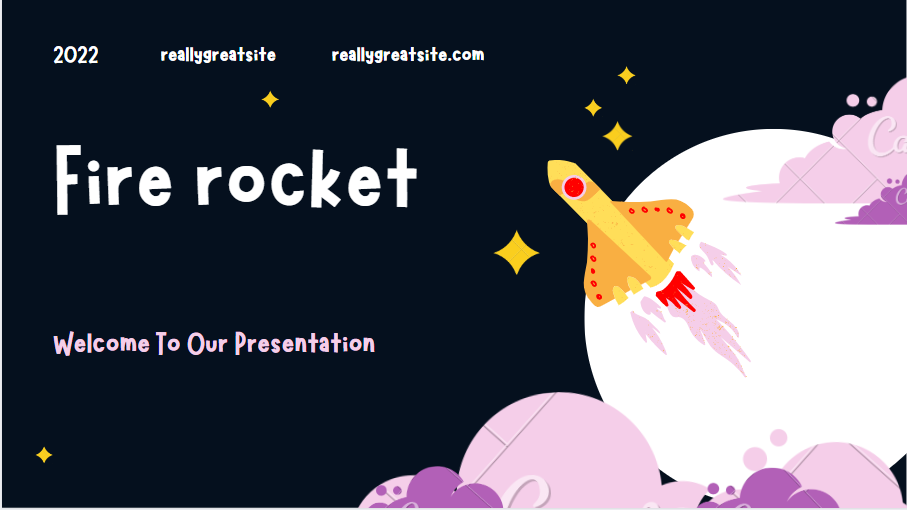 2022 reallygreatsite reallygreatsite.com
Fire rocket
Welcome To Our Presentation